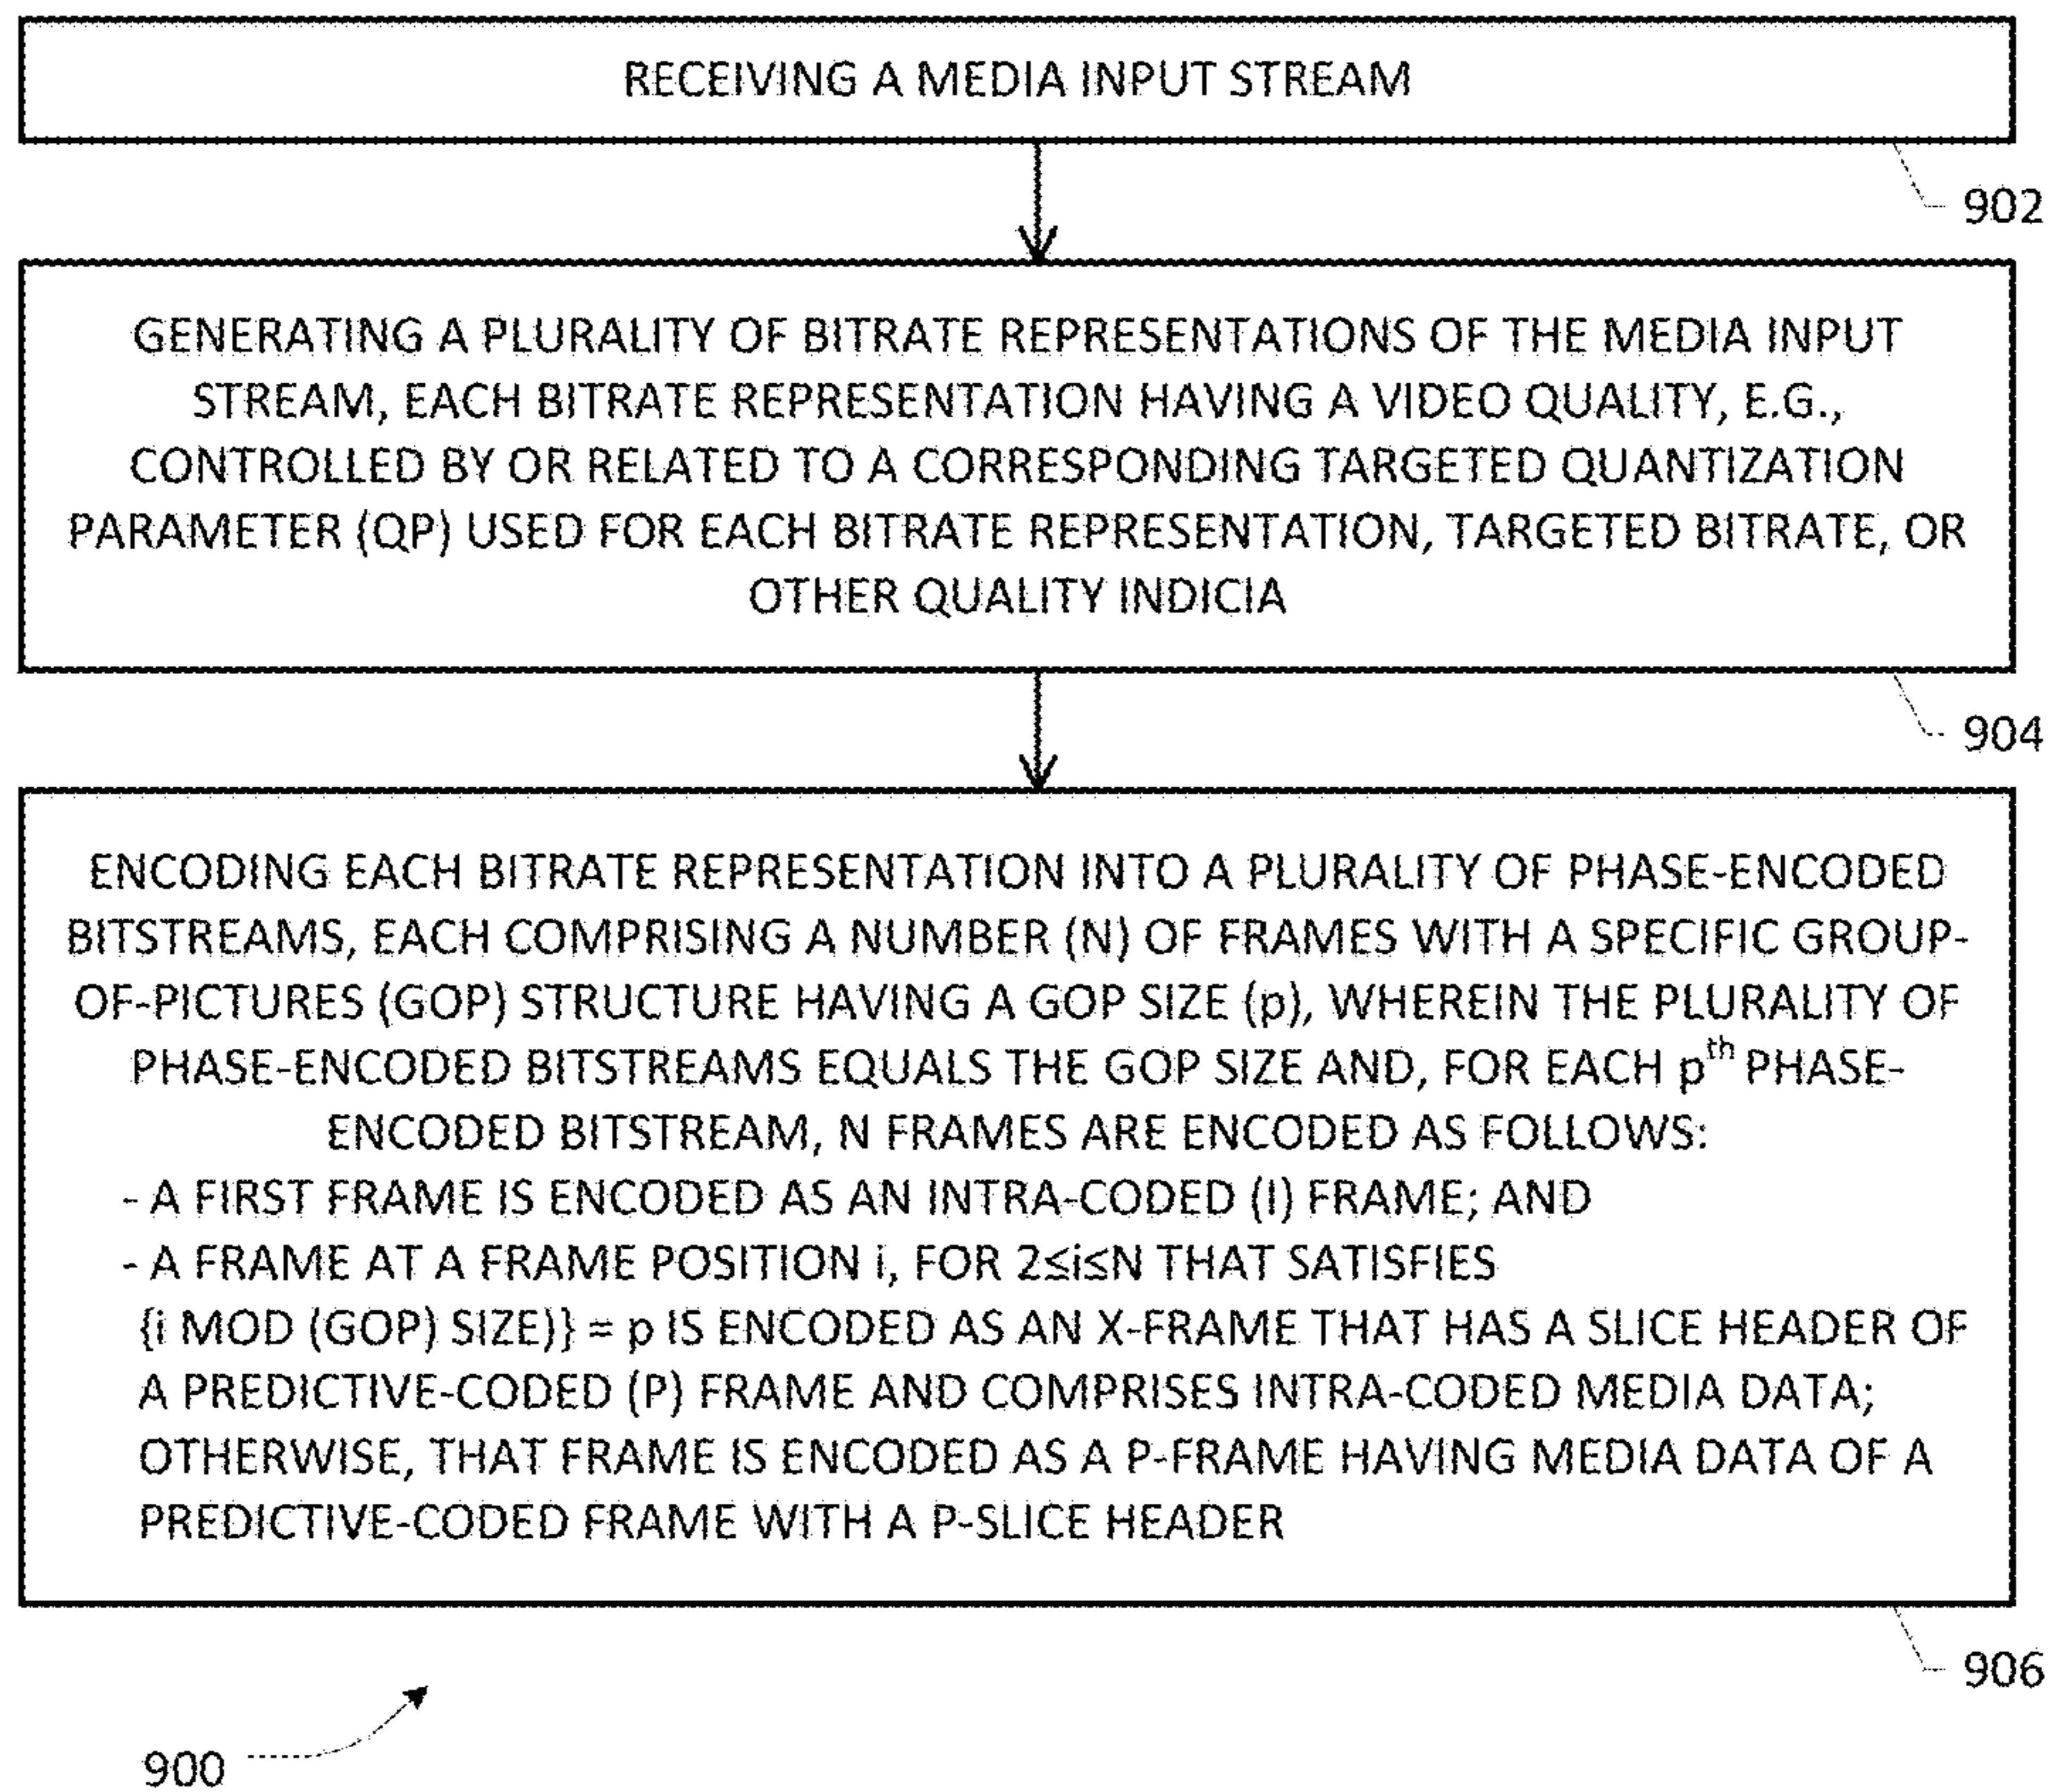 RECEIVING A MEDIA INPUT STREAM
902
GENERATING A PLURALITY OF BITRATE REPRESENTATIONS OF THE MEDIA INPUT
STREAM, EACH BITRATE REPRESENTATION HAVING A VIDEO QUALITY, E.G.,
CONTROLLED BY OR RELATED TO A CORRESPONDING TARGETED QUANTIZATION
PARAMETER (QP) USED FOR EACH BITRATE REPRESENTATION, TARGETED BITRATE, OR
OTHER QUALITY INDICIA
904
ENCODING EACH BITRATE REPRESENTATION INTO A PLURALITY OF PHASE-ENCODED
BITSTREAMS, EACH COMPRISING A NUMBER (N) OF FRAMES WITH A SPECIFIC GROUP-
OF-PICTURES (GOP) STRUCTURE HAVING A GOP SIZE (p), WHEREIN THE PLURALITY OF
PHASE-ENCODED BITSTREAMS EQUALS THE GOP SIZE AND, FOR EACH pth PHASE-
ENCODED BITSTREAM, N FRAMES ARE ENCODED AS FOLLOWS:
- A FIRST FRAME IS ENCODED AS AN INTRA-CODED (I) FRAME; AND
- A FRAME AT A FRAME POSITION i, FOR 2≤i≤N THAT SATISFIES
{i MOD (GOP) SIZE)} = p IS ENCODED AS AN X-FRAME THAT HAS A SLICE HEADER OF
A PREDICTIVE-CODED (P) FRAME AND COMPRISES INTRA-CODED MEDIA DATA;
OTHERWISE, THAT FRAME IS ENCODED AS A P-FRAME HAVING MEDIA DATA OF A
PREDICTIVE-CODED FRAME WITH A P-SLICE HEADER
906
900